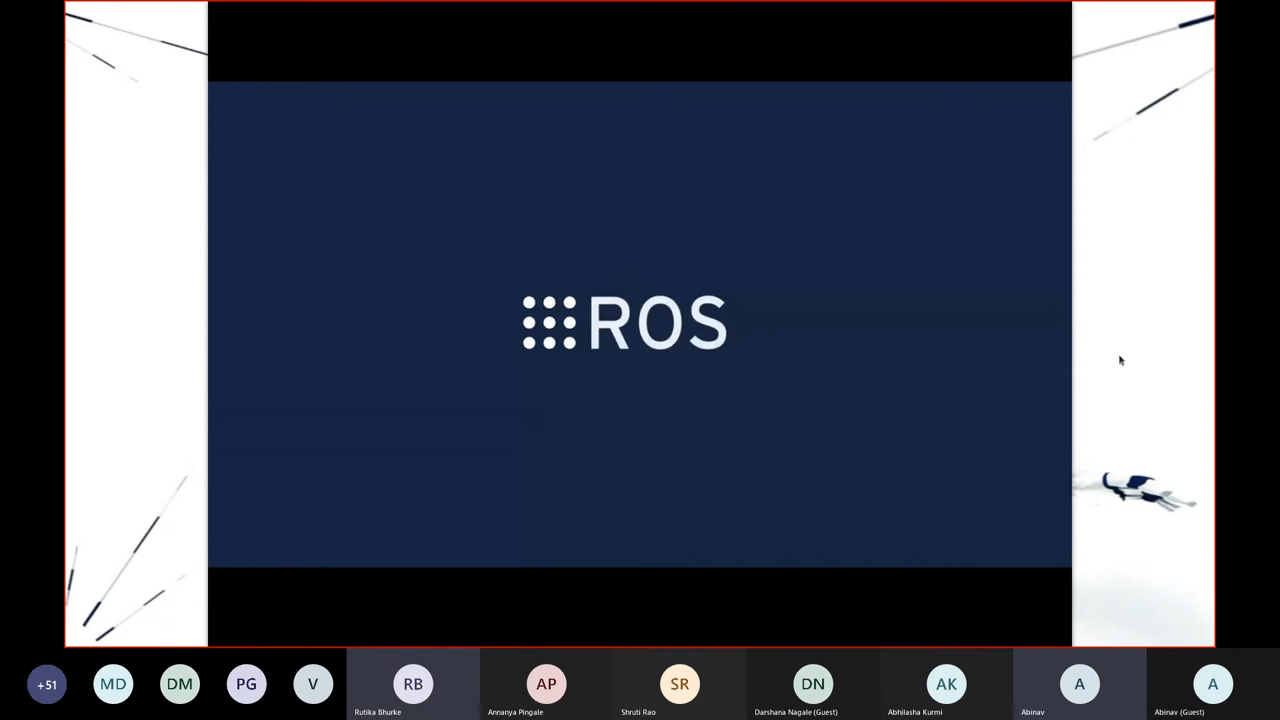 ROS
+51
MD
DM
PG
V
RB
AP
SR
DN
AK
A
A
Rutika Bhurke
Annanya Pingale
Shruti Rao
Darshana Nagale (Guest)
Abhilasha Kurmi
Abinav
Abinav (Guest)